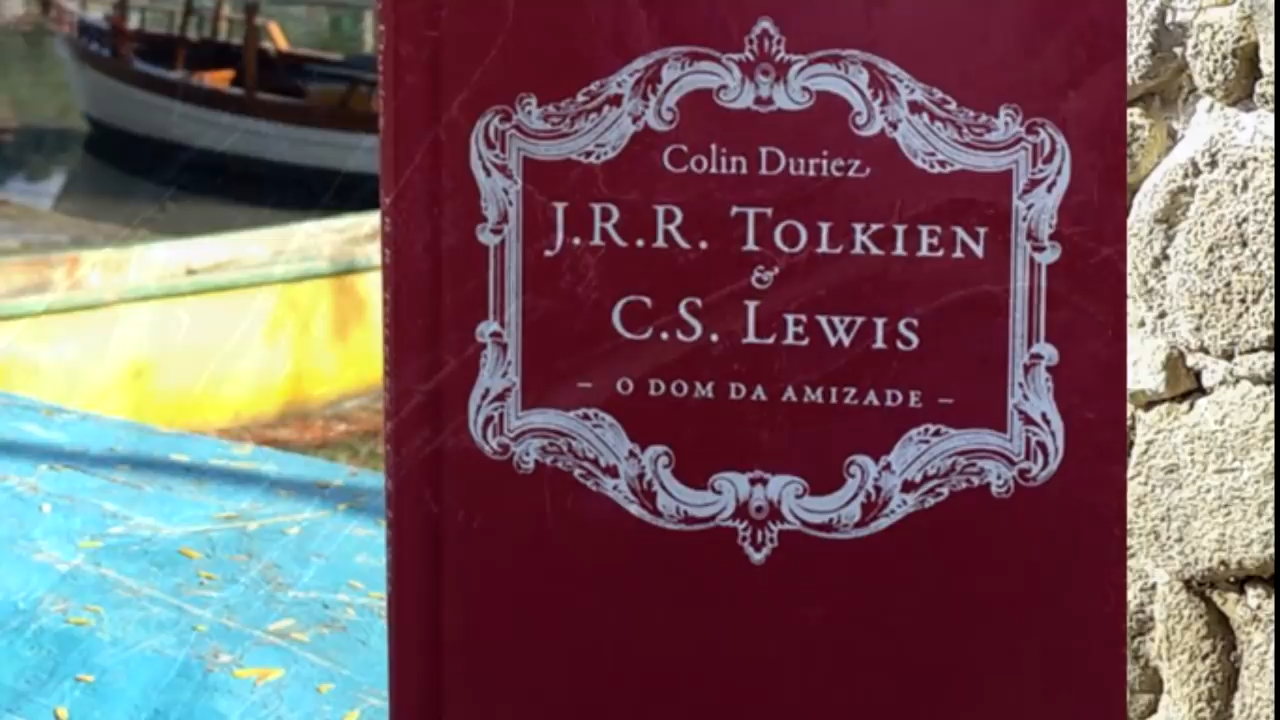 Colin Duriez
J.R.R. TOLKIEN
&
C.S. LEWIS
– O DOM DA AMIZADE –